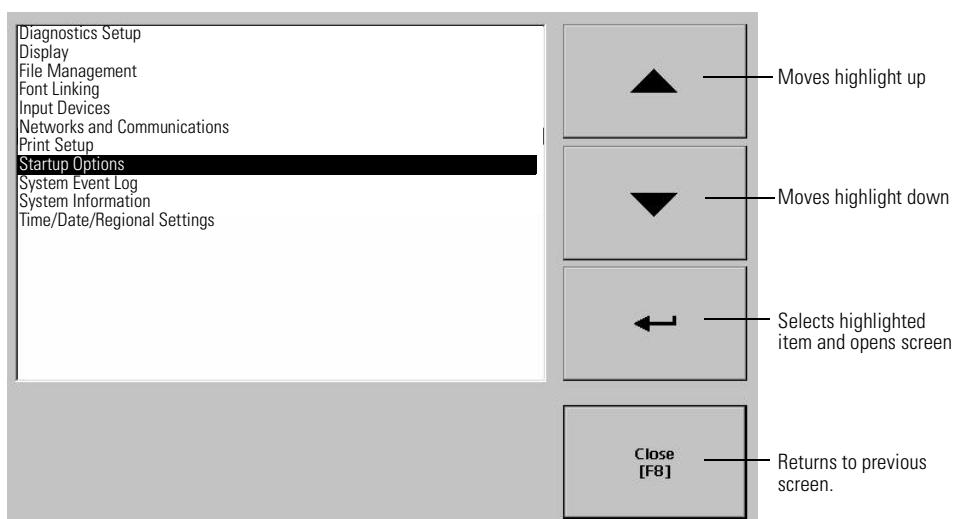 Diagnostics Setup
Display
File Management
Font Linking
Input Devices
Networks and Communications
Print Setup
Startup Options
System Event Log
System Information
Time/Date/Regional Settings
Moves highlight up
Moves highlight down
Selects highlighted
item and opens screen
Close
[F8]
Returns to previous
screen.